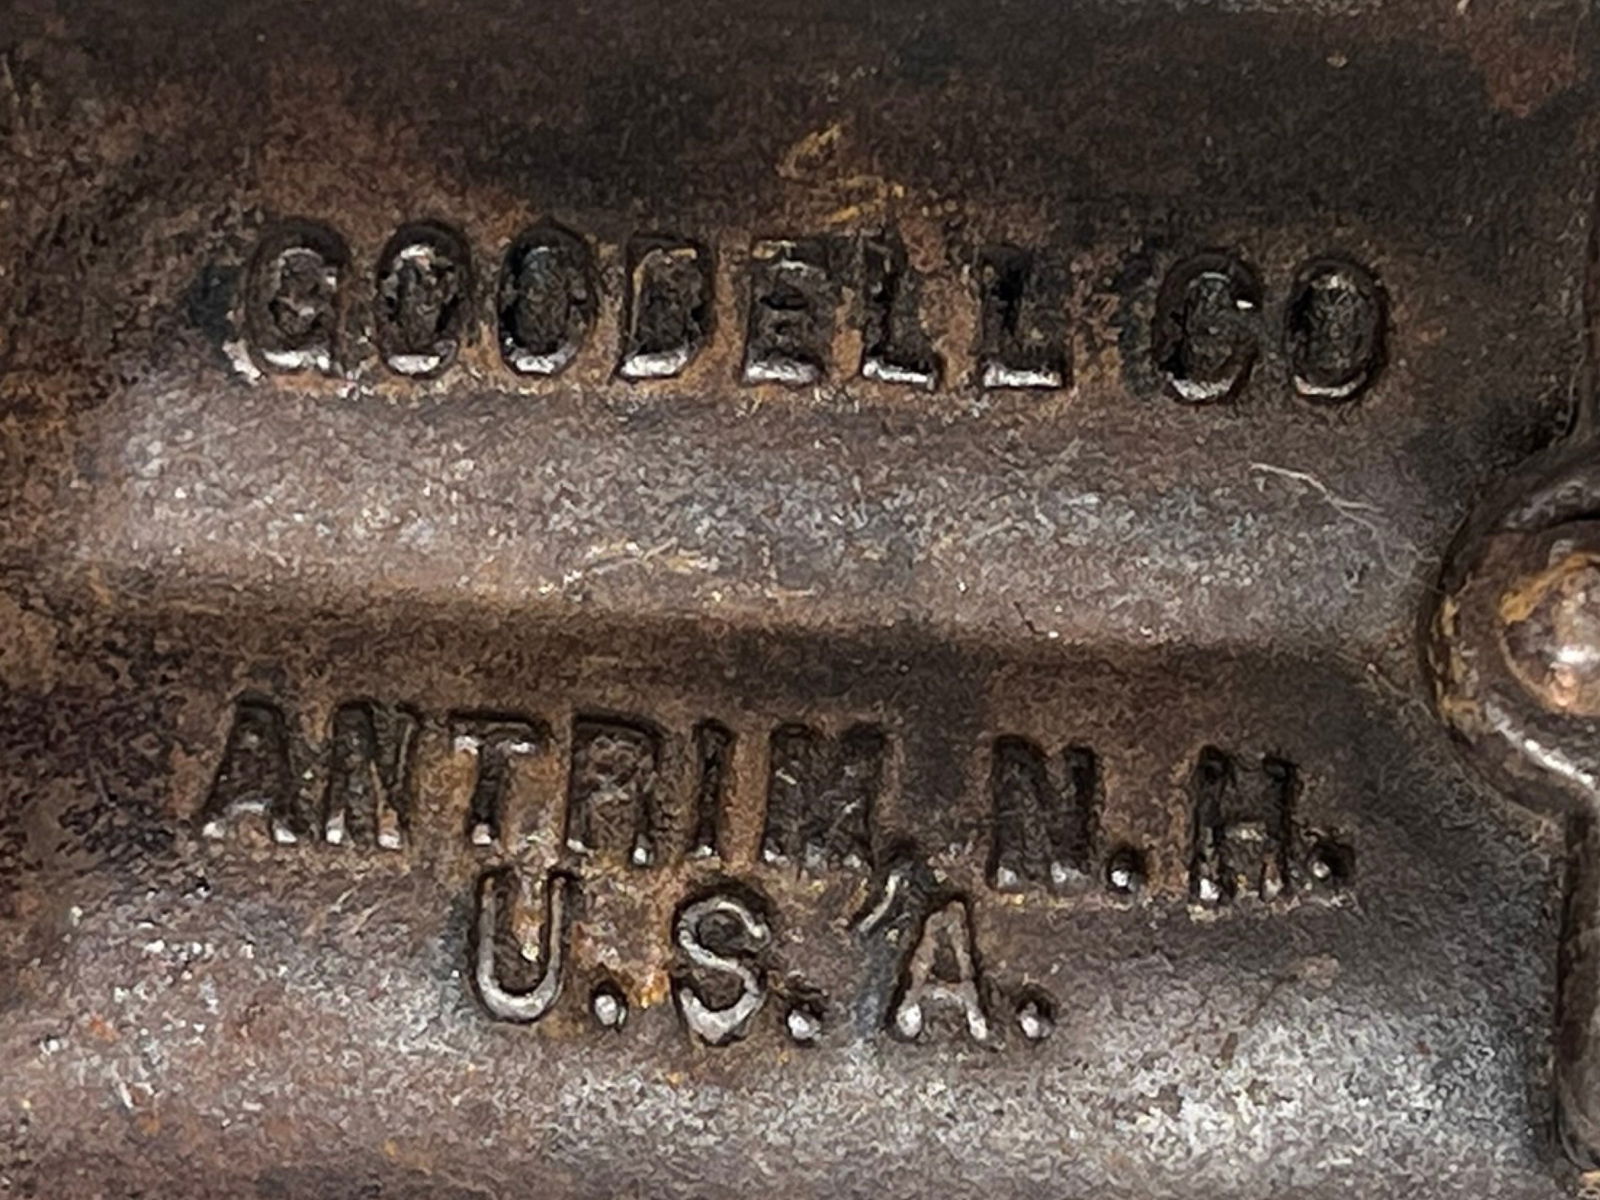 GOODELL CO
ANTRIM, N.H.
U.S.A.